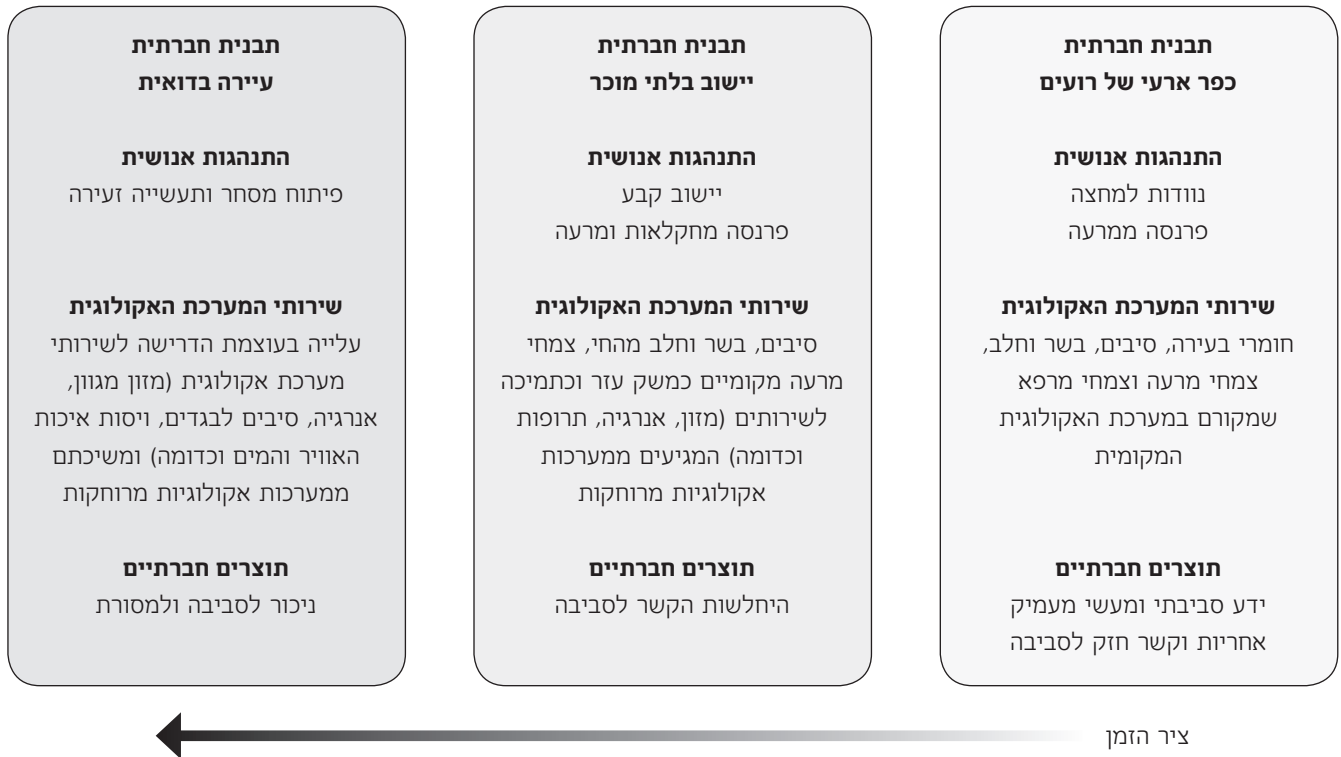 תבנית חברתית
כפר ארעי של רועים
התנהגות אנושית
נוודות למחצה
פרנסה ממרעה
שירותי המערכת האקולוגית
חומרי בעירה, סיבים, בשר וחלב,
צמחי מרעה וצמחי מרפא
שמקורם במערכת האקולוגית
המקומית
תוצרים חברתיים
ידע סביבתי ומעשי מעמיק
אחריות וקשר חזק לסביבה
תבנית חברתית
יישוב בלתי מוכר
התנהגות אנושית
יישוב קבע
פרנסה מחקלאות ומרעה
שירותי המערכת האקולוגית
סיבים, בשר וחלב מהחי, צמחי
מרעה מקומיים כמשק עזר וכתמיכה
לשירותים (מזון, אנרגיה, תרופות
וכדומה) המגיעים ממערכות
אקולוגיות מרוחקות
תוצרים חברתיים
היחלשות הקשר לסביבה
תבנית חברתית
עיירה בדואית
התנהגות אנושית
פיתוח מסחר ותעשייה זעירה
שירותי המערכת האקולוגית
עלייה בעוצמת הדרישה לשירותי
מערכת אקולוגית (מזון מגוון,
אנרגיה, סיבים לבגדים, ויסות איכות
האוויר והמים וכדומה) ומשיכתם
ממערכות אקולוגיות מרוחקות
תוצרים חברתיים
ניכור לסביבה ולמסורת
ציר הזמן